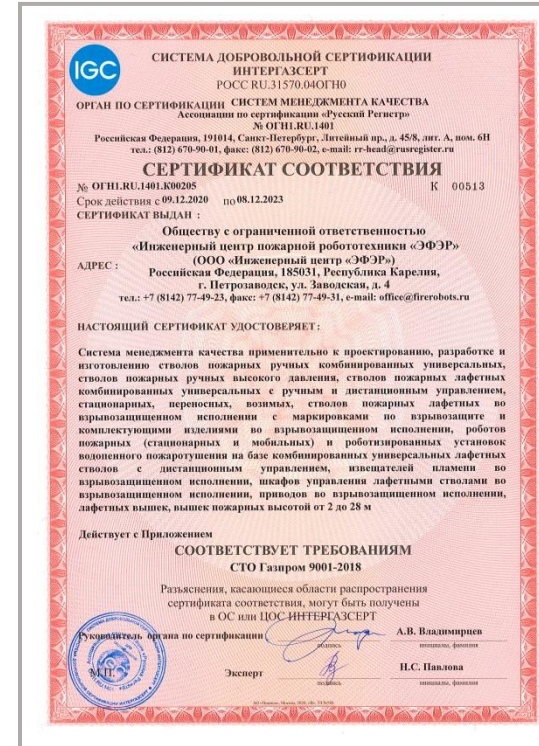 IGC
СИСТЕМА ДОБРОВОЛЬНОЙ СЕРТИФИКАЦИИ
ИНТЕРГАЗСЕРТ
РОСС RU.31570.04ОГН0
ОРГАН ПО СЕРТИФИКАЦИИ СИСТЕМ МЕНЕДЖМЕНТА КАЧЕСТВА
Ассоциации по сертификации «Русский Регистр»
№ ОГН1.RU.1401
Российская Федерация, 191014, Санкт-Петербург, Литейный пр., д. 45/8, лит. А, пом. 6Н
тел.: (812) 670-90-01, факс: (812) 670-90-02, e-mail: rr-head@rusregister.ru
СЕРТИФИКАТ СООТВЕТСТВИЯ
№ ОГН1.RU.1401.К00205
К 00513
Срок действия с 09.12.2020 по 08.12.2023
СЕРТИФИКАТ ВЫДАН :
Обществу с ограниченной ответственностью
«Инженерный центр пожарной робототехники «ЭФЭР»
(ООО «Инженерный центр «ЭФЭР»)
АДРЕС :
Российская Федерация, 185031, Республика Карелия,
г. Петрозаводск, ул. Заводская, д. 4
тел.: +7 (8142) 77-49-23, факс: +7 (8142) 77-49-31, e-mail: office@firerobots.ru
НАСТОЯЩИЙ СЕРТИФИКАТ УДОСТОВЕРЯЕТ:
Система менеджмента качества применительно к проектированию, разработке и
изготовлению стволов пожарных ручных комбинированных универсальных,
стволов пожарных ручных высокого давления, стволов пожарных лафетных
комбинированных универсальных с ручным и дистанционным управлением,
стационарных, переносных, возимых, стволов пожарных лафетных во
взрывозащищенном исполнении с маркировками по взрывозащите и
комплектующими изделиями во взрывозащищенном исполнении, роботов
пожарных (стационарных и мобильных) и роботизированных установок
водопенного пожаротушения на базе комбинированных универсальных лафетных
стволов дистанционным управлением, извещателей пламени во
взрывозащищенном исполнении, шкафов управления лафетными стволами во
взрывозащищенном исполнении, приводов во взрывозащищенном исполнении,
лафетных вышек, вышек пожарных высотой от 2 до 28 м
Действует с Приложением
СООТВЕТСТВУЕТ ТРЕБОВАНИЯМ
СТО Газпром 9001-2018
Разъяснения, касающиеся области распространения
сертификата соответствия, могут быть получены
в ОС или ЦОС ИНТЕРГАЗСЕРТ
Руководитель органа по сертификации
подпись
А.В. Владимирцев
инициалы, фамилия
М.П.
Эксперт
подпись
Н.С. Павлова
инициалы, фамилия